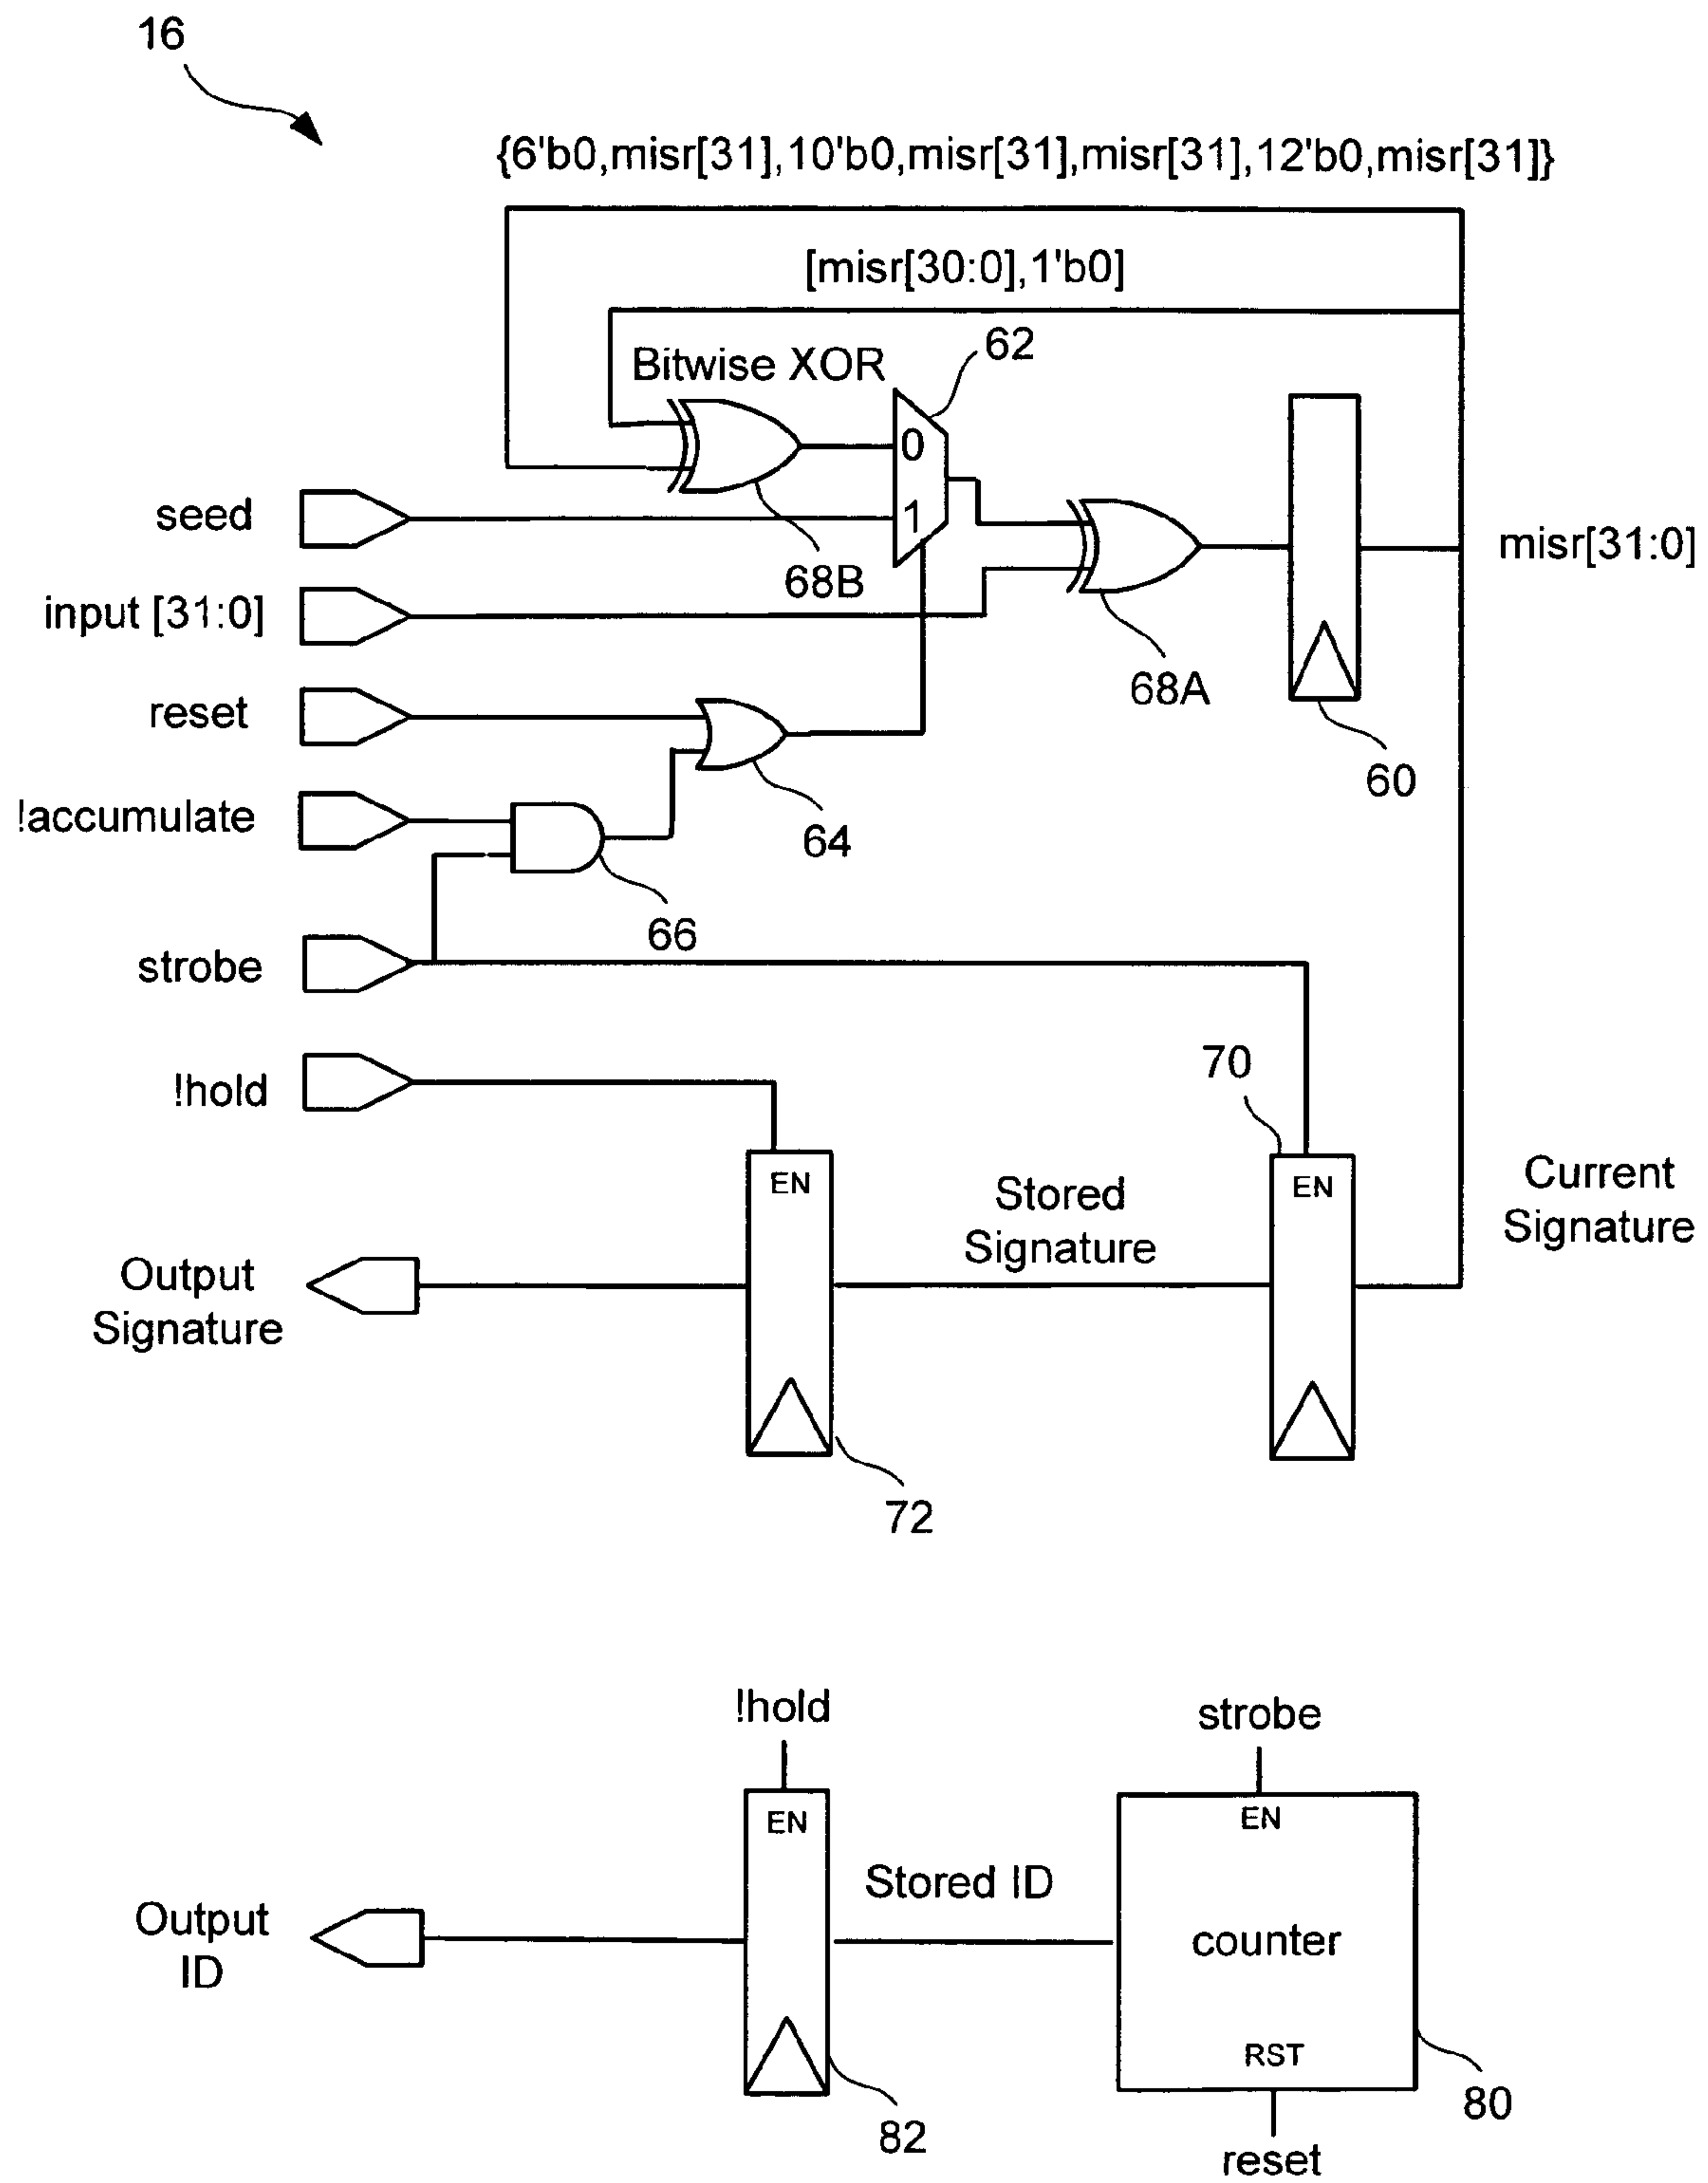 16
{6'b0,misr[31],10'b0,misr[31],misr[31],12'b0,misr[31]]}
[misr[30:0],1'b0]
62
Bitwise XOR
0
1
seed
68B
misr[31:0]
input [31:0]
68A
reset
60
!accumulate
64
66
strobe
!hold
70
EN
EN
Stored
Signature
Current
Signature
Output
Signature
72
!hold
strobe
EN
EN
Stored ID
Output
ID
counter
RST
80
82
reset